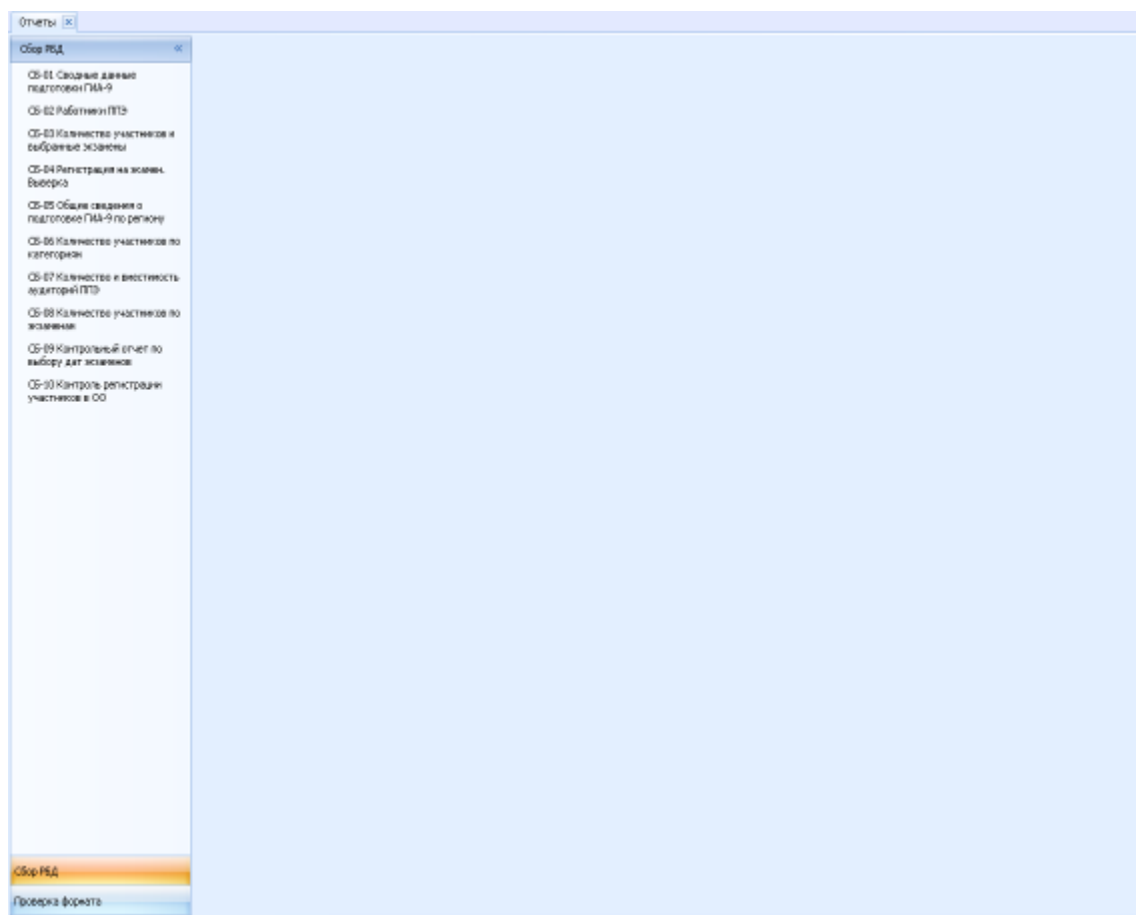 Отчеты
Сбор РБД
СБ-01 Сводные данные
подготовки ГИА-9
СБ-02 Работники ППЭ
СБ-03 Количество участников и
выбранные экзамены
СБ-04 Регистрация на экзамен.
Выверка
СБ-05 Общие сведения о
подготовке ГИА-9 по региону
СБ-06 Количество участников по
категориям
СБ-07 Количество и вместимость
аудиторий ППЭ
СБ-08 Количество участников по
экзаменам
СБ-09 Контрольный отчет по
выбору дат экзаменов
СБ-10 Контроль регистрации
участников в ОО
Сбор РБД
Проверка формата